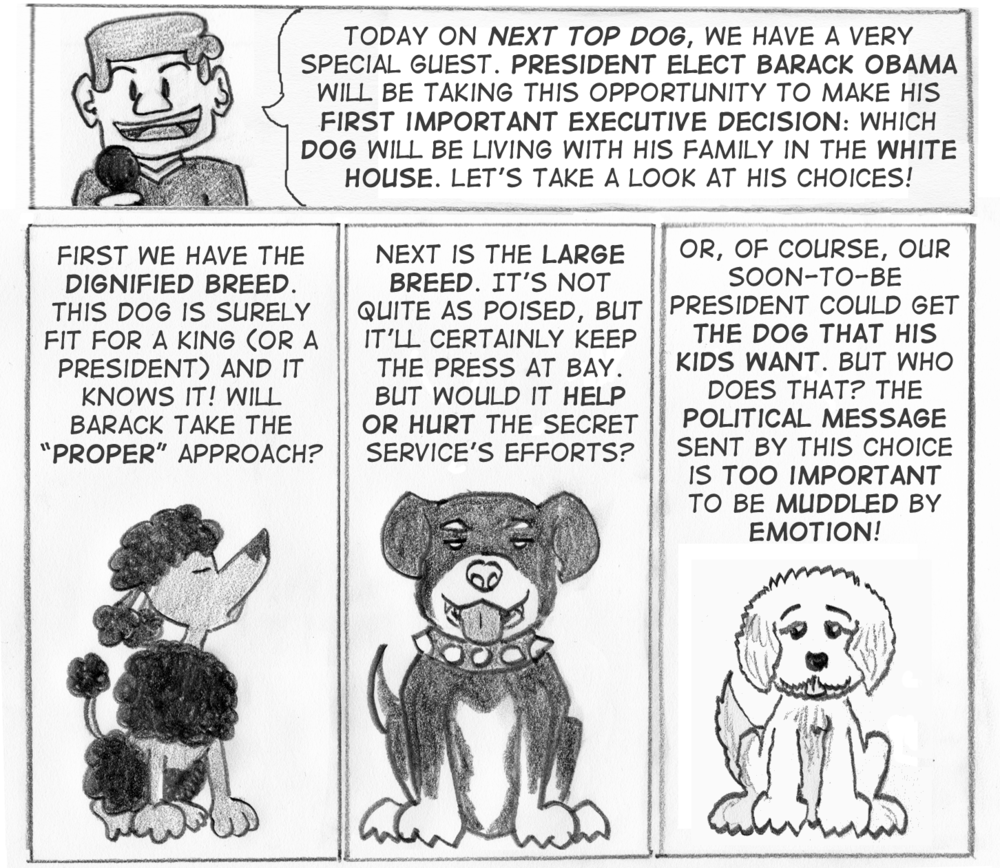 TODAY ON NEXT TOP DOG, WE HAVE A VERY
SPECIAL GUEST. PRESIDENT ELECT BARACK OBAMA
WILL BE TAKING THIS OPPORTUNITY TO MAKE HIS
FIRST IMPORTANT EXECUTIVE DECISION: WHICH
DOG WILL BE LIVING WITH HIS FAMILY IN THE WHITE
HOUSE. LET'S TAKE A LOOK AT HIS CHOICES!
FIRST WE HAVE THE
DIGNIFIED BREED.
THIS DOG IS SURELY
FIT FOR A KING (OR A
PRESIDENT) AND IT
KNOWS IT! WILL
BARACK TAKE THE
"PROPER" APPROACH?
NEXT IS THE LARGE
BREED. IT'S NOT
QUITE AS POISED, BUT
IT'LL CERTAINLY KEEP
THE PRESS AT BAY.
BUT WOULD IT HELP
OR HURT THE SECRET
SERVICE'S EFFORTS?
OR, OF COURSE, OUR
SOON-TO-BE
PRESIDENT COULD GET
THE DOG THAT HIS
KIDS WANT. BUT WHO
DOES THAT? THE
POLITICAL MESSAGE
SENT BY THIS CHOICE
IS TOO IMPORTANT
TO BE MUDDLED BY
EMOTION!